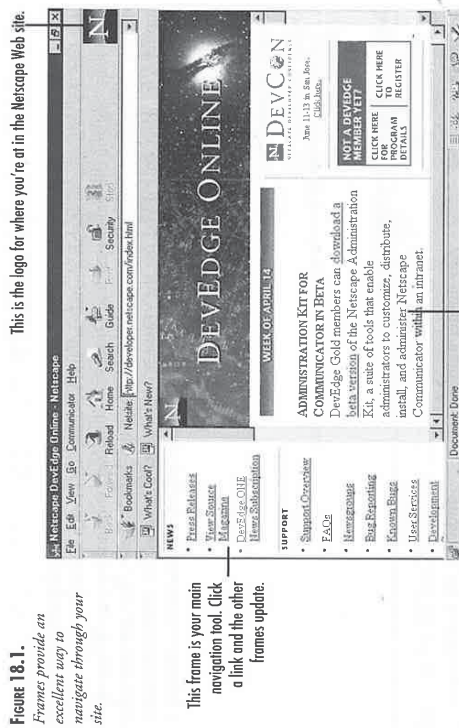 FIGURE 18.1.
Frames provide an
excellent way to
navigate through your
site.
This is the logo for where you're at in the Netscape Web site.
This frame is your main
navigation tool. Click
a link and the other
frames update.
Netscape DevEdge Online - Netscape
File Edit View Go Communicator Help
Reload Home Search Guide Security
Bookmarks Netsite: http://developer.netscape.com/index.html
What's Cool? What's New?
NEWS
• Press Releases
• View Source
Magazine
• DevEdge ONE
News Subscription
SUPPORT
• Support Overview
• FAQs
• Newsgroups
• Bug Reporting
• Known Bugs
• User Services
• Development
N
DEVEDGE ONLINE
WEEK OF APRIL 14
ADMINISTRATION KIT FOR
COMMUNICATOR IN BETA
DevEdge Gold members can download a
beta version of the Netscape Administration
Kit, a suite of tools that enable
administrators to customize, distribute,
install, and administer Netscape
Communicator within an intranet.
N DEVCON
NETSCAPE DEVELOPER CONFERENCE
June 11-13 in San Jose.
Click here.
NOT A DEVEDGE
MEMBER YET?
CLICK HERE
FOR
PROGRAM
DETAILS
CLICK HERE
TO
REGISTER
Document: Done